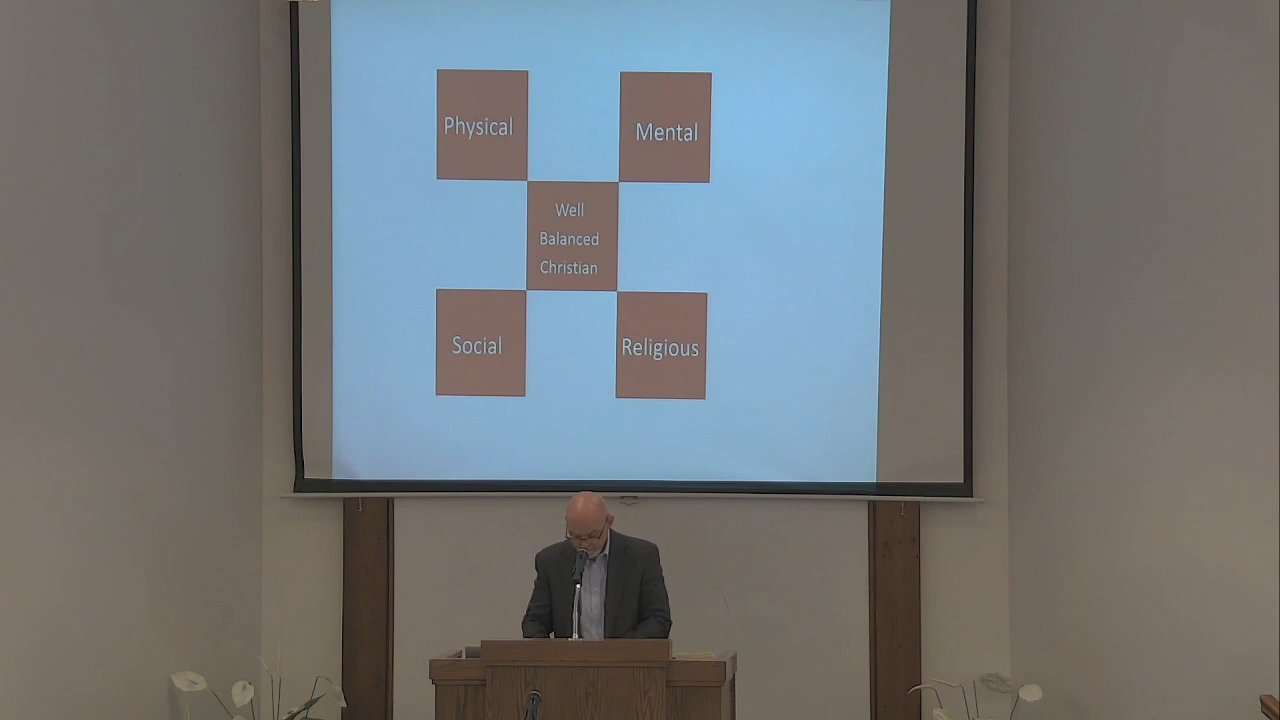 Physical
Mental
Well
Balanced
Christian
Social
Religious